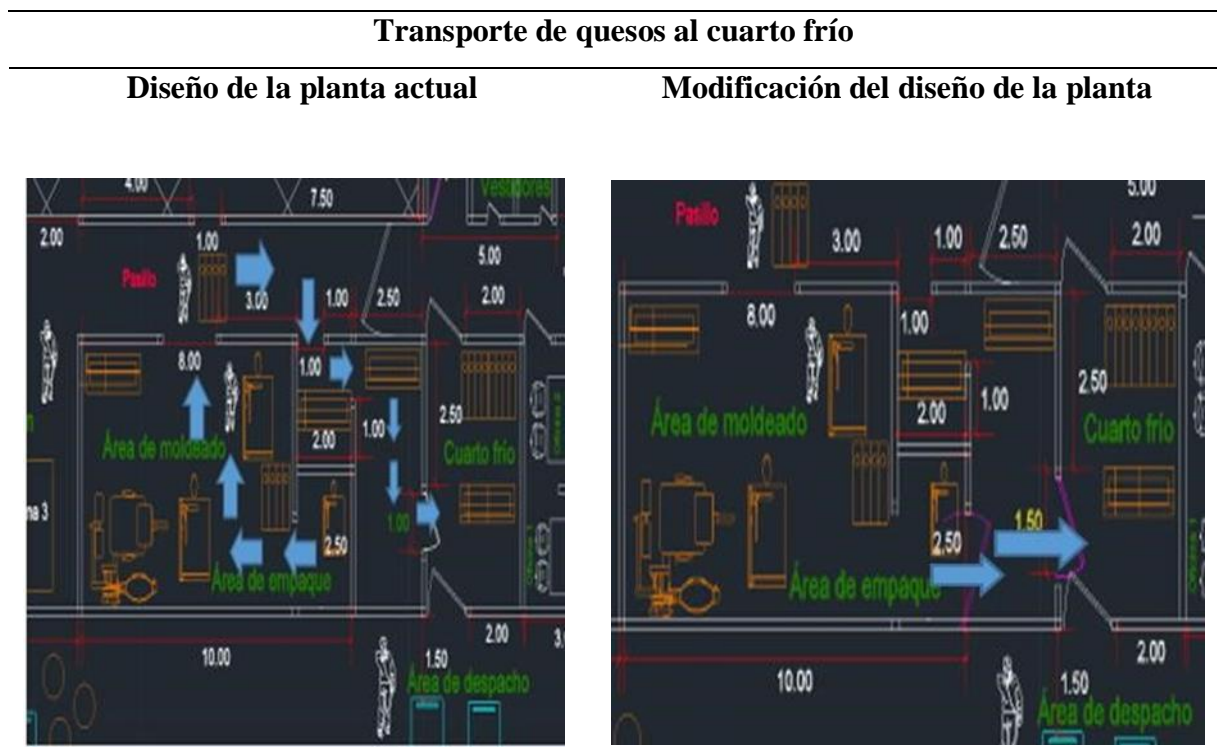 Transporte de quesos al cuarto frío
Diseño de la planta actual
Modificación del diseño de la planta
4.00
7.50
Vestidores
2.00
1.00
5.00
Pasillo
3.00
1.00
2.50
2.00
8.00
1.00
2.50
Área de moldeado
2.00
1.00
Cuarto frío
na 3
1.00
2.50
Área de empaque
10.00
2.00
1.50
Área de despacho
5.00
Pasillo
3.00
1.00
2.50
2.00
8.00
1.00
2.50
2.00
1.00
Área de moldeado
Cuarto frío
1.50
2.50
Área de empaque
10.00
2.00
1.50
Área de despacho